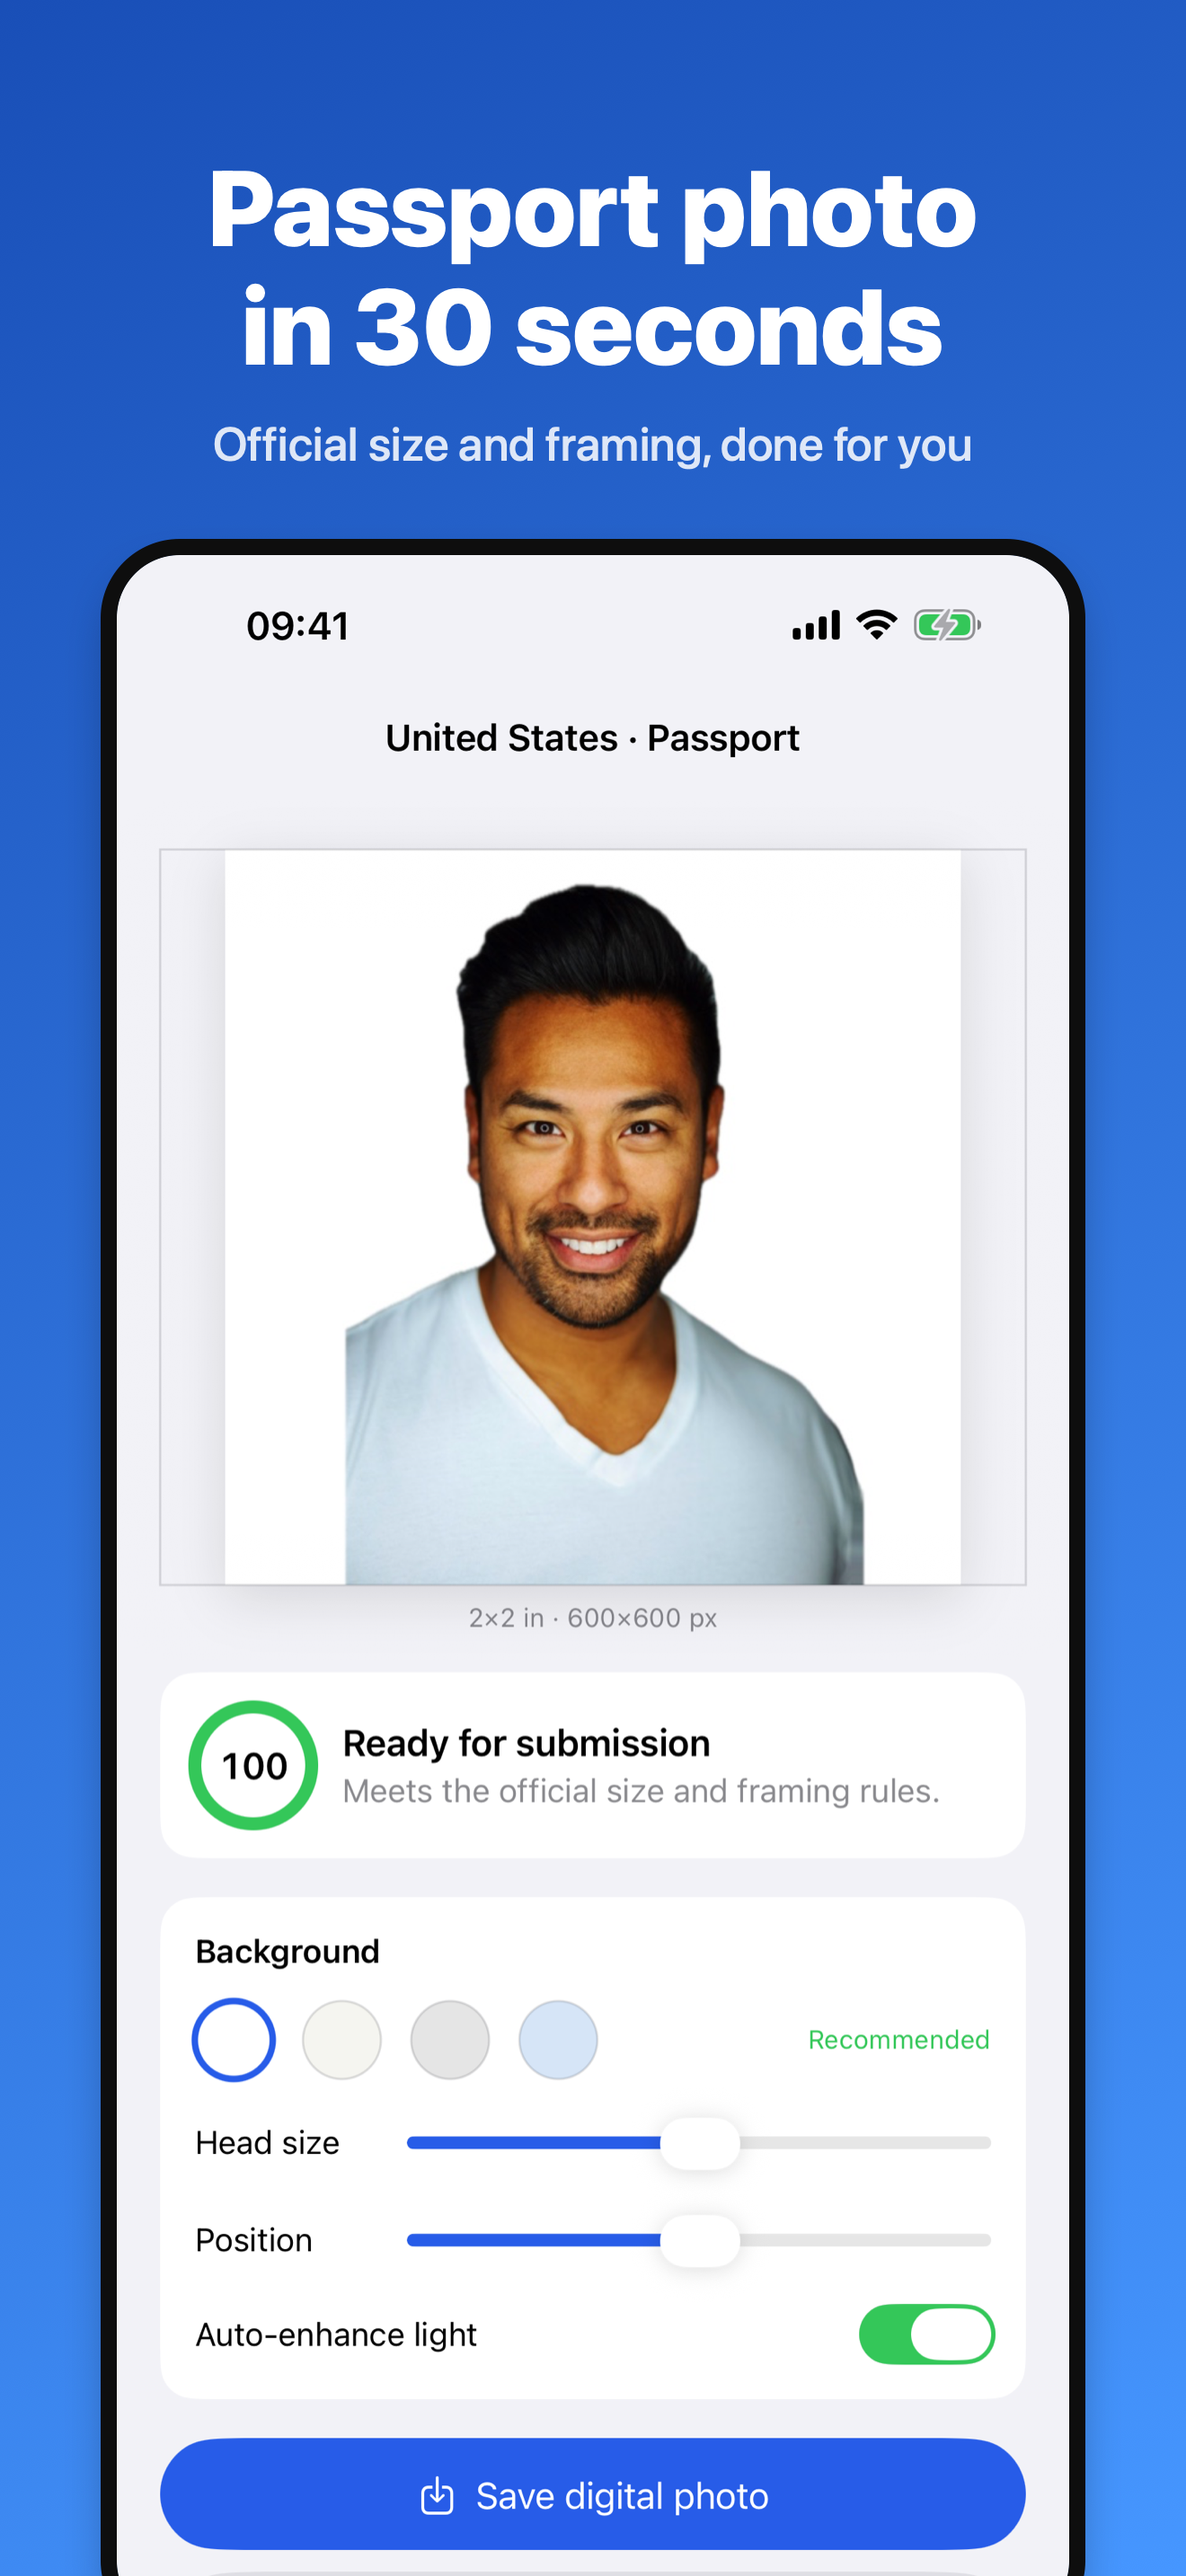 Passport photo
in 30 seconds
Official size and framing, done for you
09:41
United States · Passport
2×2 in · 600×600 px
100
Ready for submission
Meets the official size and framing rules.
Background
Recommended
Head size
Position
Auto-enhance light
Save digital photo